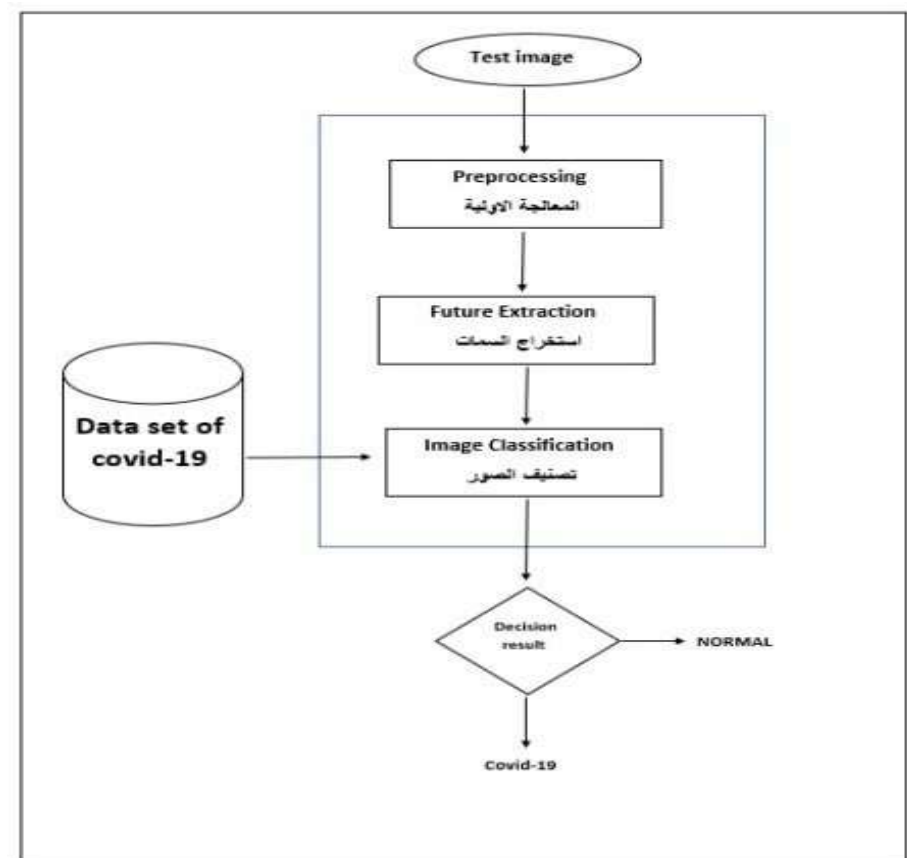 Test image
Preprocessing
المعالجة الاولية
Future Extraction
استخراج السمات
Data set of
covid-19
Image Classification
تصنيف الصور
Decision
result
NORMAL
Covid-19